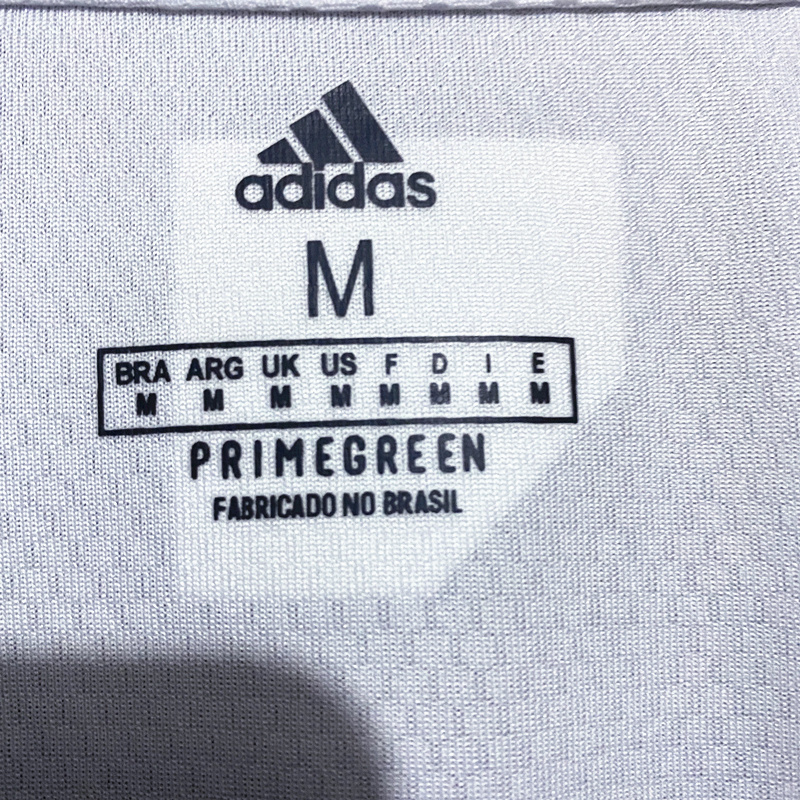 adidas
M
BRA ARG UK US F D I E
M M M M M M M M
PRIMEGREEN
FABRICADO NO BRASIL